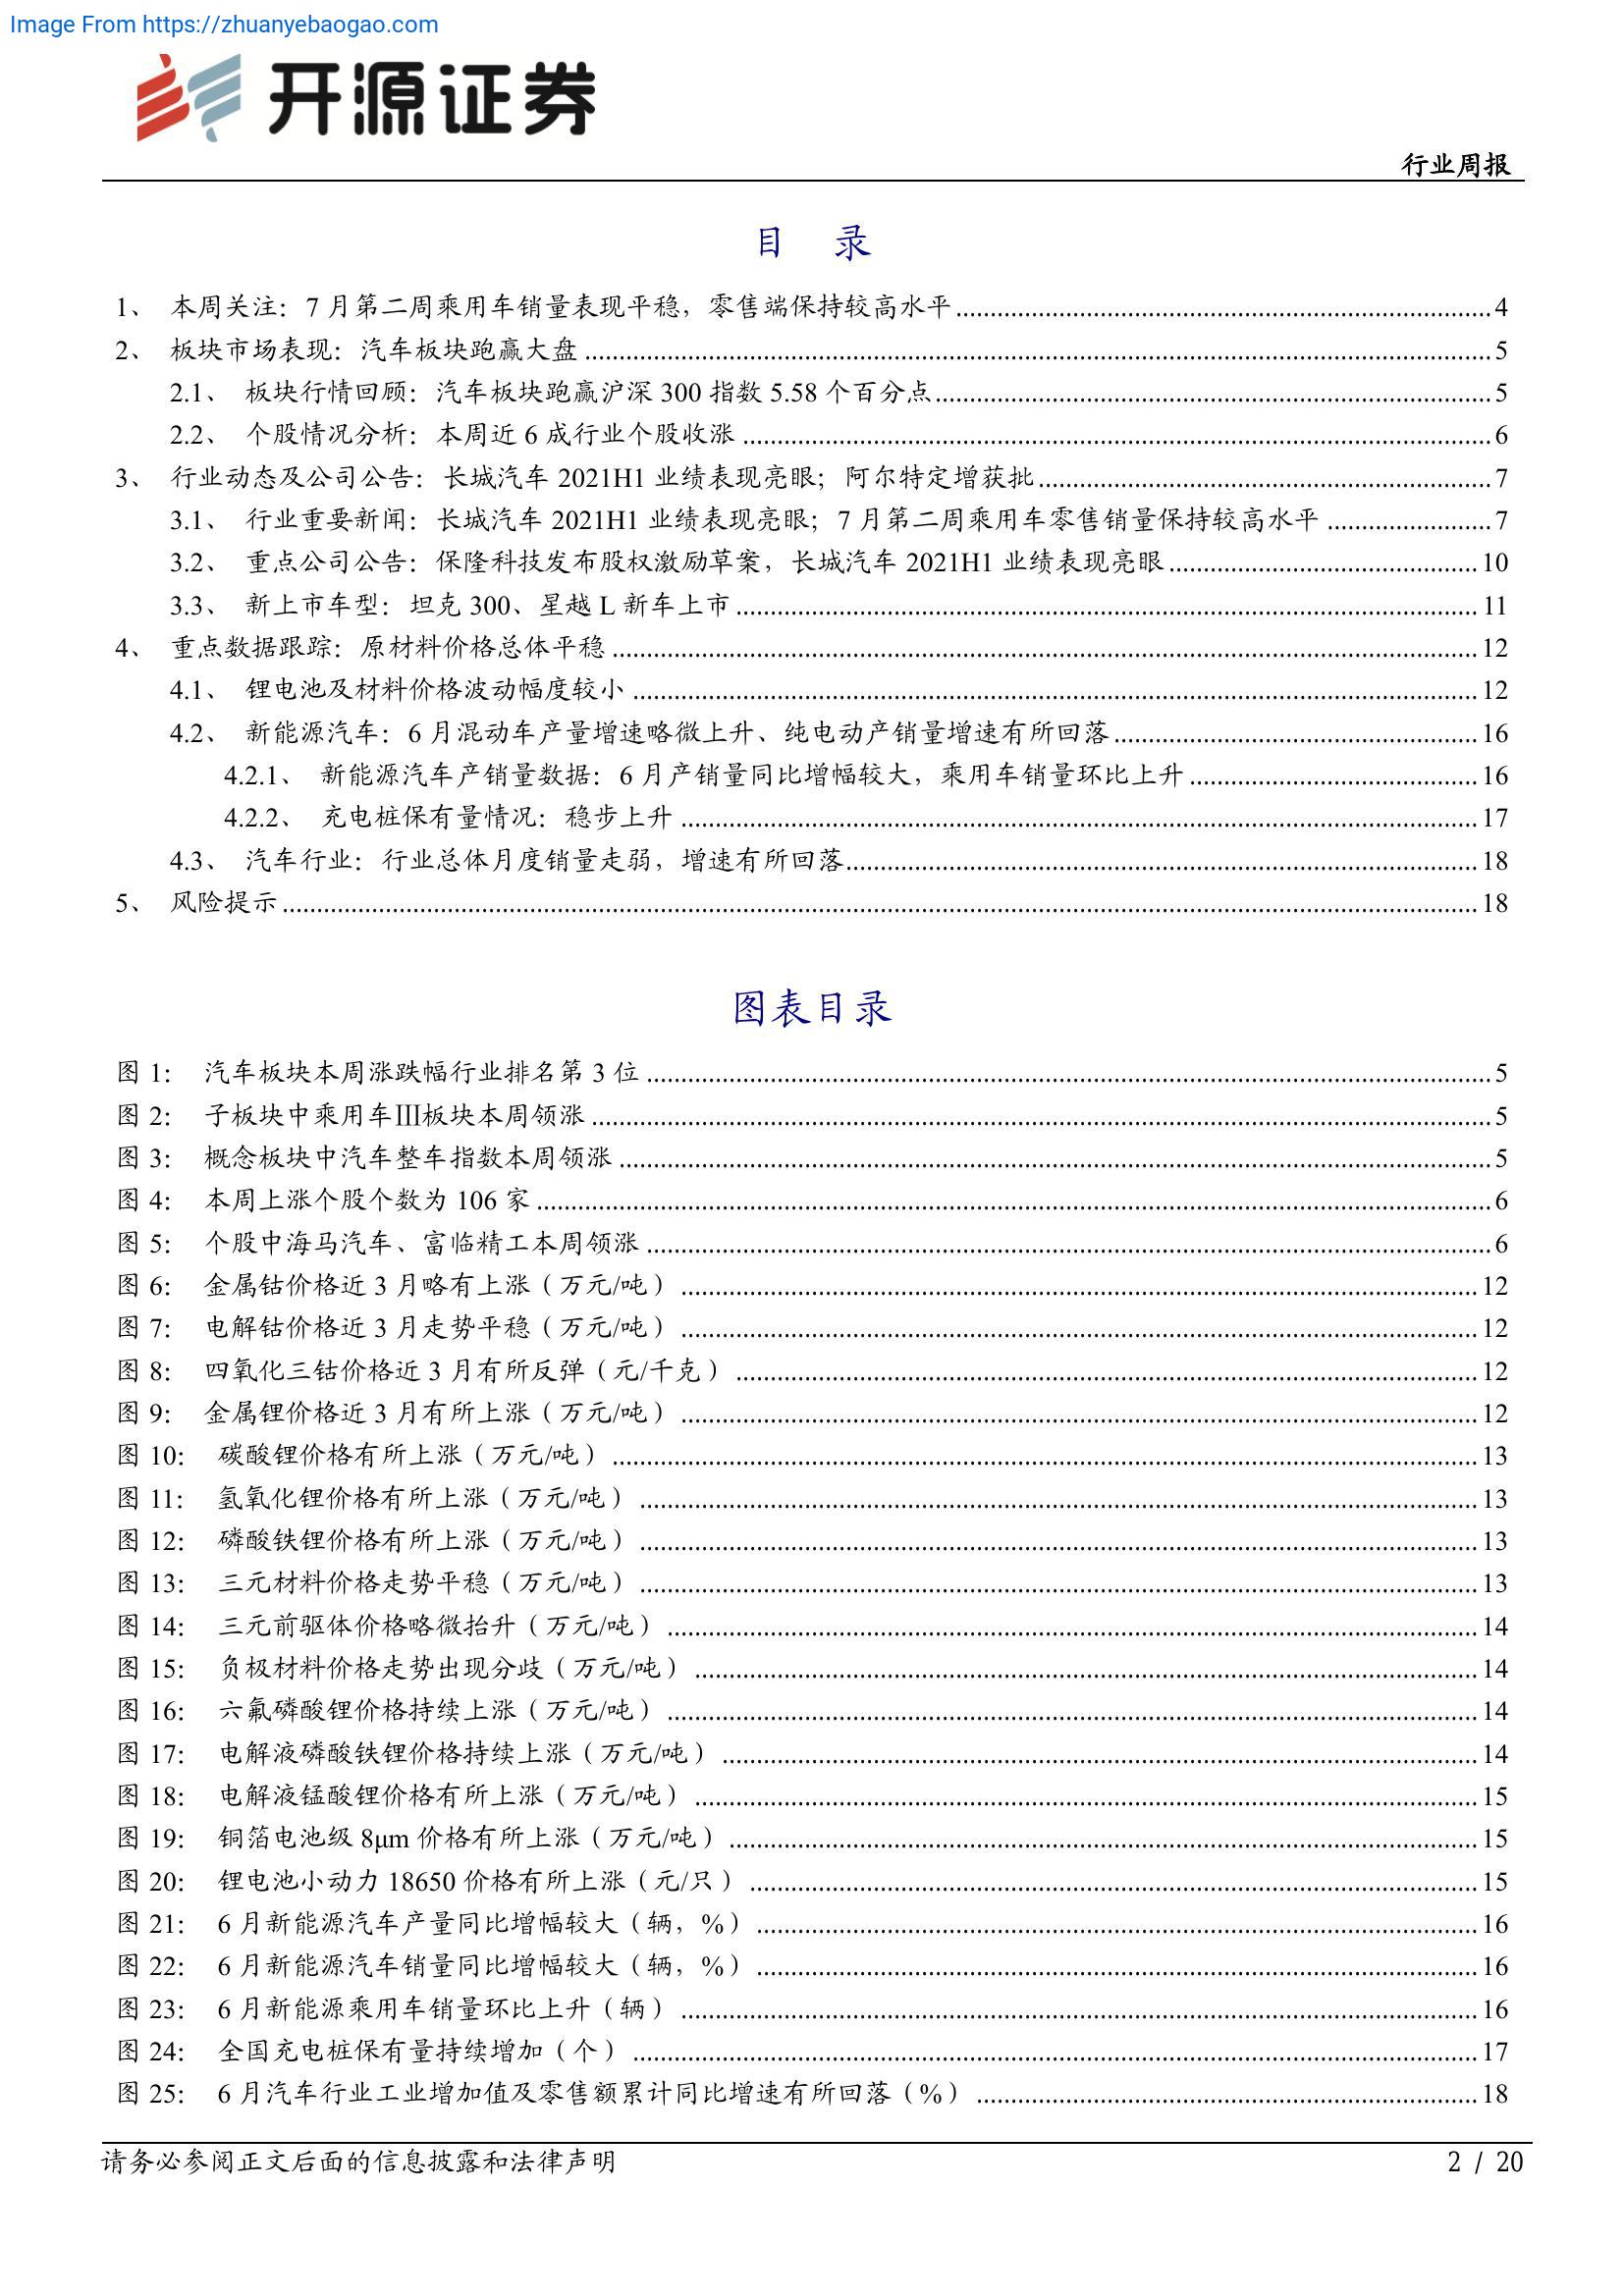 Image From https://zhuanyebaogao.com
开源证券
行业周报
目 录
1、 本周关注：7 月第二周乘用车销量表现平稳，零售端保持较高水平 4
2、 板块市场表现：汽车板块跑赢大盘 5
2.1、 板块行情回顾：汽车板块跑赢沪深 300 指数 5.58 个百分点 5
2.2、 个股情况分析：本周近 6 成行业个股收涨 6
3、 行业动态及公司公告：长城汽车 2021H1 业绩表现亮眼；阿尔特定增获批 7
3.1、 行业重要新闻：长城汽车 2021H1 业绩表现亮眼；7 月第二周乘用车零售销量保持较高水平 7
3.2、 重点公司公告：保隆科技发布股权激励草案，长城汽车 2021H1 业绩表现亮眼 10
3.3、 新上市车型：坦克 300、星越 L 新车上市 11
4、 重点数据跟踪：原材料价格总体平稳 12
4.1、 锂电池及材料价格波动幅度较小 12
4.2、 新能源汽车：6 月混动车产量增速略微上升、纯电动产销量增速有所回落 16
4.2.1、 新能源汽车产销量数据：6 月产销量同比增幅较大，乘用车销量环比上升 16
4.2.2、 充电桩保有量情况：稳步上升 17
4.3、 汽车行业：行业总体月度销量走弱，增速有所回落 18
5、 风险提示 18
图表目录
图 1： 汽车板块本周涨跌幅行业排名第 3 位 5
图 2： 子板块中乘用车Ⅲ板块本周领涨 5
图 3： 概念板块中汽车整车指数本周领涨 5
图 4： 本周上涨个股个数为 106 家 6
图 5： 个股中海马汽车、富临精工本周领涨 6
图 6： 金属钴价格近 3 月略有上涨（万元/吨） 12
图 7： 电解钴价格近 3 月走势平稳（万元/吨） 12
图 8： 四氧化三钴价格近 3 月有所反弹（元/千克） 12
图 9： 金属锂价格近 3 月有所上涨（万元/吨） 12
图 10： 碳酸锂价格有所上涨（万元/吨） 13
图 11： 氢氧化锂价格有所上涨（万元/吨） 13
图 12： 磷酸铁锂价格有所上涨（万元/吨） 13
图 13： 三元材料价格走势平稳（万元/吨） 13
图 14： 三元前驱体价格略微抬升（万元/吨） 14
图 15： 负极材料价格走势出现分歧（万元/吨） 14
图 16： 六氟磷酸锂价格持续上涨（万元/吨） 14
图 17： 电解液磷酸铁锂价格持续上涨（万元/吨） 14
图 18： 电解液锰酸锂价格有所上涨（万元/吨） 15
图 19： 铜箔电池级 8μm 价格有所上涨（万元/吨） 15
图 20： 锂电池小动力 18650 价格有所上涨（元/只） 15
图 21： 6 月新能源汽车产量同比增幅较大（辆，%） 16
图 22： 6 月新能源汽车销量同比增幅较大（辆，%） 16
图 23： 6 月新能源乘用车销量环比上升（辆） 16
图 24： 全国充电桩保有量持续增加（个） 17
图 25： 6 月汽车行业工业增加值及零售额累计同比增速有所回落（%） 18
请务必参阅正文后面的信息披露和法律声明 2 / 20